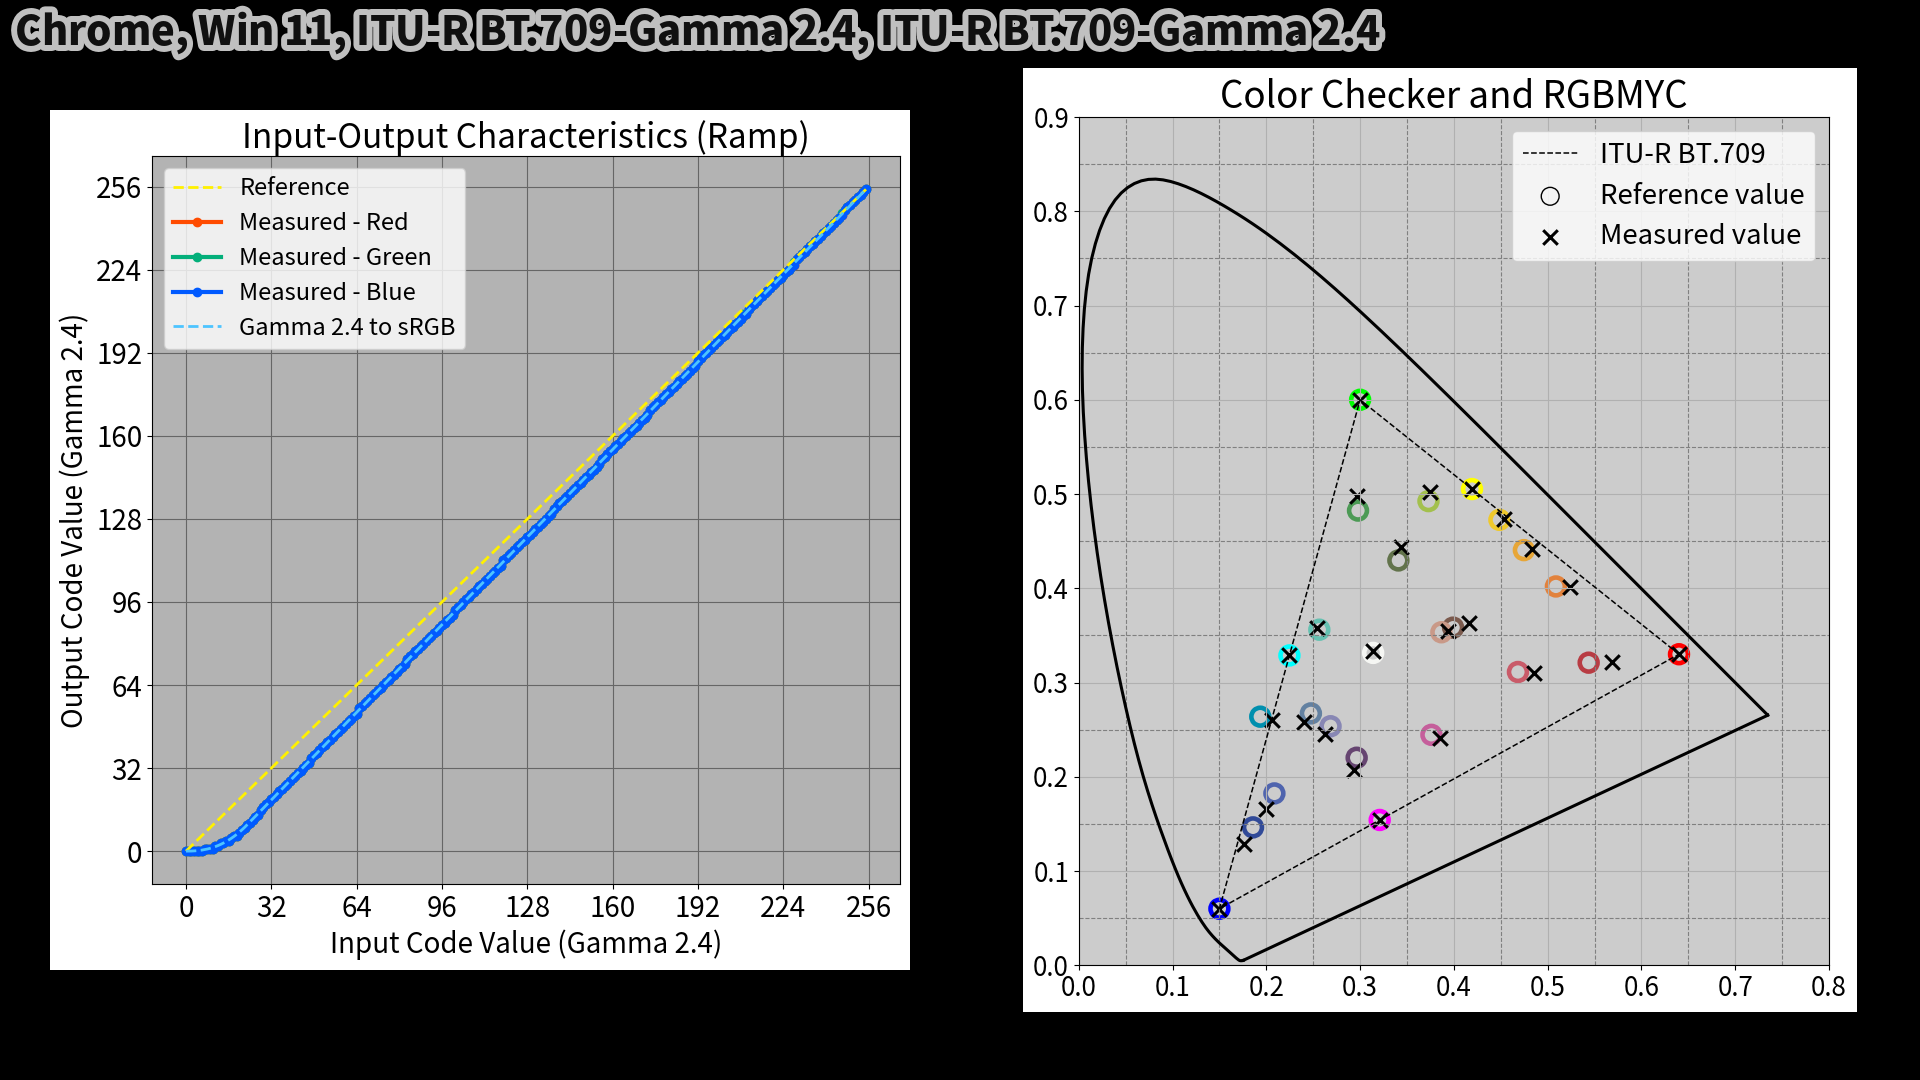 Chrome, Win 11, ITU-R BT.709-Gamma 2.4, ITU-R BT.709-Gamma 2.4
Input-Output Characteristics (Ramp)
Output Code Value (Gamma 2.4)
256
224
192
160
128
96
64
32
0
Reference
Measured - Red
Measured - Green
Measured - Blue
Gamma 2.4 to sRGB
0 32 64 96 128 160 192 224 256
Input Code Value (Gamma 2.4)
Color Checker and RGBMYC
0.9
0.8
0.7
0.6
0.5
0.4
0.3
0.2
0.1
0.0
ITU-R BT.709
Reference value
Measured value
0.0 0.1 0.2 0.3 0.4 0.5 0.6 0.7 0.8